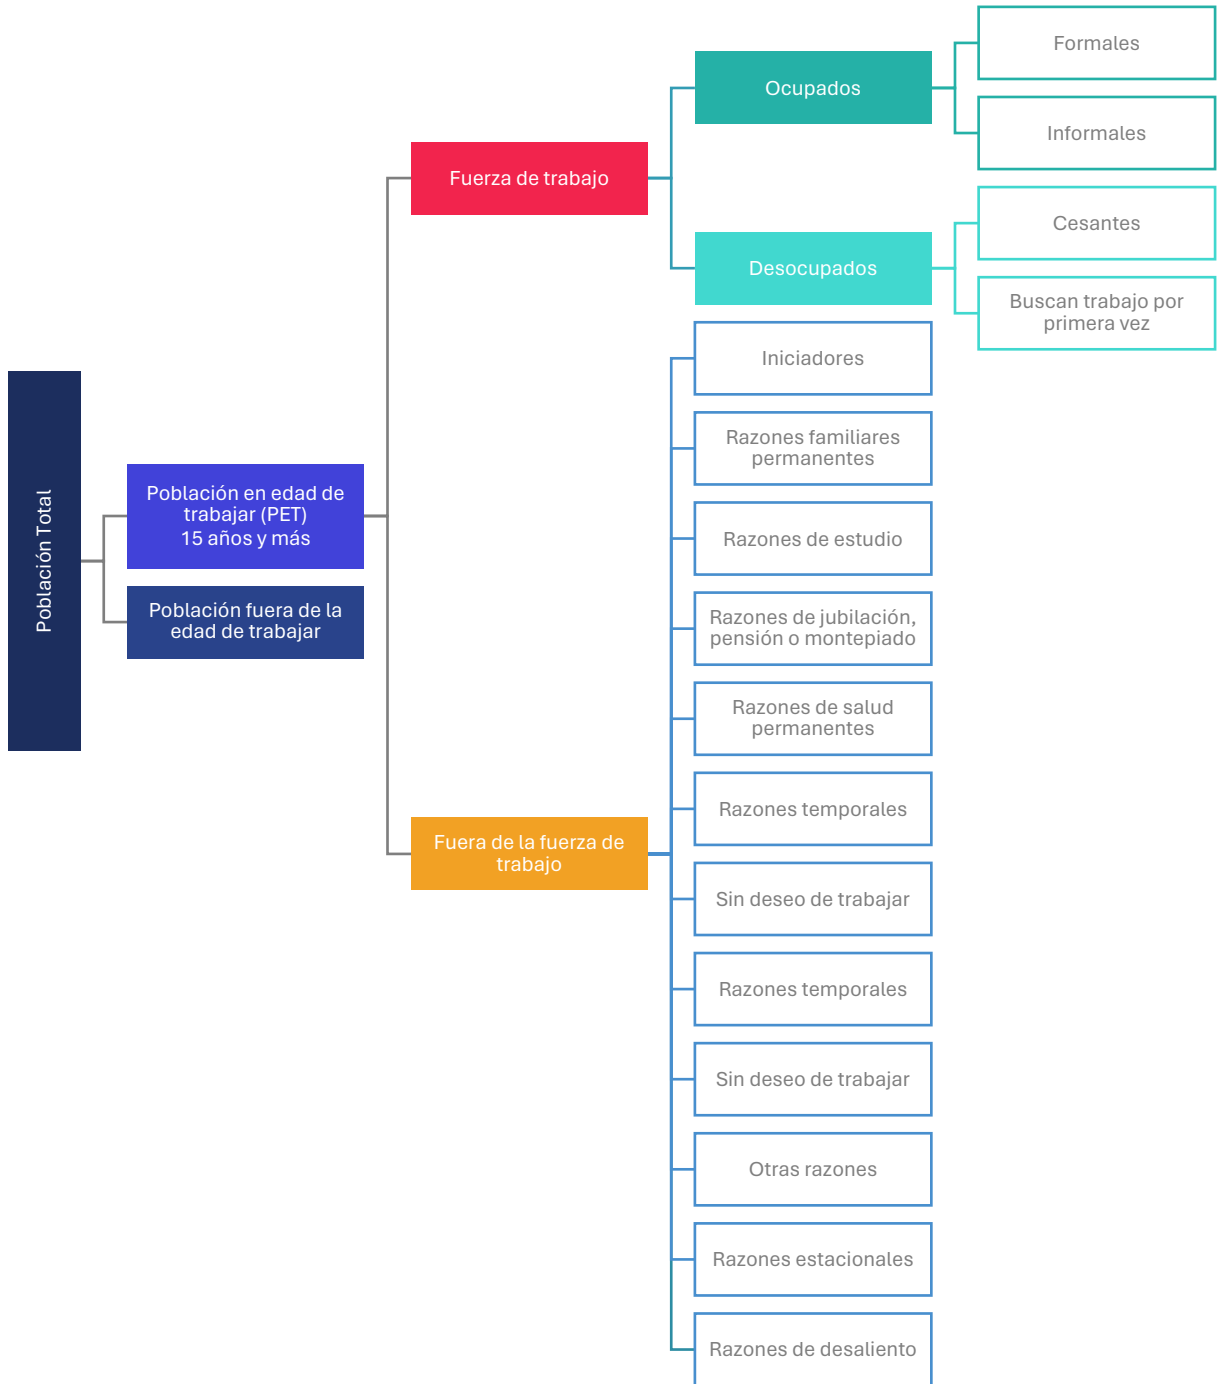 Población Total
Población en edad de
trabajar (PET)
15 años y más
Población fuera de la
edad de trabajar
Fuerza de trabajo
Ocupados
Formales
Informales
Desocupados
Cesantes
Buscan trabajo por
primera vez
Fuera de la fuerza de
trabajo
Iniciadores
Razones familiares
permanentes
Razones de estudio
Razones de jubilación,
pensión o montepiado
Razones de salud
permanentes
Razones temporales
Sin deseo de trabajar
Razones temporales
Sin deseo de trabajar
Otras razones
Razones estacionales
Razones de desaliento